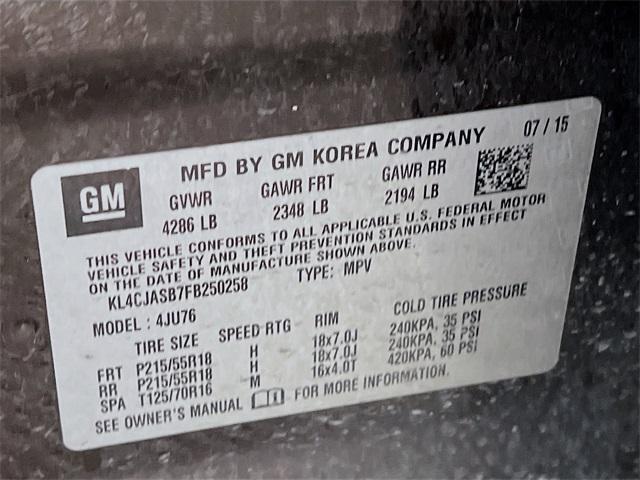 MFD BY GM KOREA COMPANY 07 / 15
GM
GVWR GAWR FRT GAWR RR
4286 LB 2348 LB 2194 LB
THIS VEHICLE CONFORMS TO ALL APPLICABLE U.S. FEDERAL MOTOR
VEHICLE SAFETY AND THEFT PREVENTION STANDARDS IN EFFECT
ON THE DATE OF MANUFACTURE SHOWN ABOVE.
KL4CJASB7FB250258 TYPE: MPV
MODEL : 4JU76
TIRE SIZE SPEED RTG RIM COLD TIRE PRESSURE
FRT P215/55R18 H 18x7.0J 240KPA, 35 PSI
RR P215/55R18 H 18x7.0J 240KPA, 35 PSI
SPA T125/70R16 M 16x4.0T 420KPA, 60 PSI
SEE OWNER'S MANUAL FOR MORE INFORMATION.